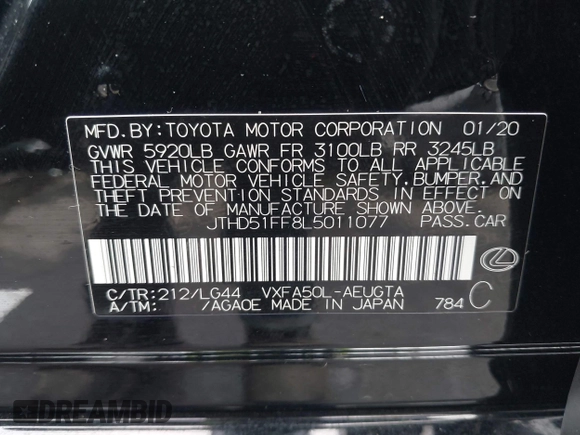 MFD. BY: TOYOTA MOTOR CORPORATION 01/20
GVWR 5920LB GAWR FR 3100LB RR 3245LB
THIS VEHICLE CONFORMS TO ALL APPLICABLE
FEDERAL MOTOR VEHICLE SAFETY, BUMPER, AND
THEFT PREVENTION STANDARDS IN EFFECT ON
THE DATE OF MANUFACTURE SHOWN ABOVE.
JTHD51FF8L5011077 PASS. CAR
C/TR: 212/LG44 VXFA50L-AEUGTA
A/TM: /AGA0E MADE IN JAPAN 784 C
DREAMBID